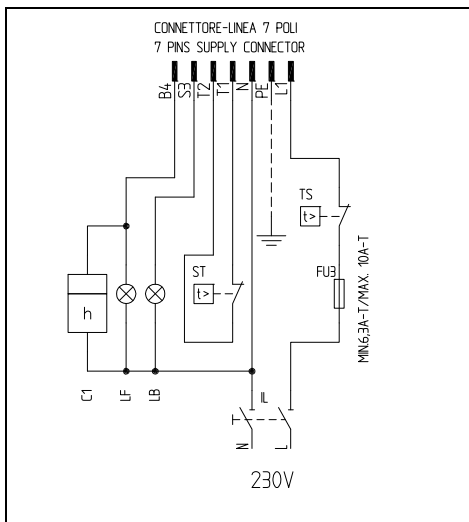 CONNETTORE-LINEA 7 POLI
7 PINS SUPPLY CONNECTOR
B4
S3
T2
T1
N
PE
L1
TS
t>
FU3
MIN.6,3A-T/MAX. 10A-T
ST
t>
h
C1
LF
LB
IL
N
L
230V